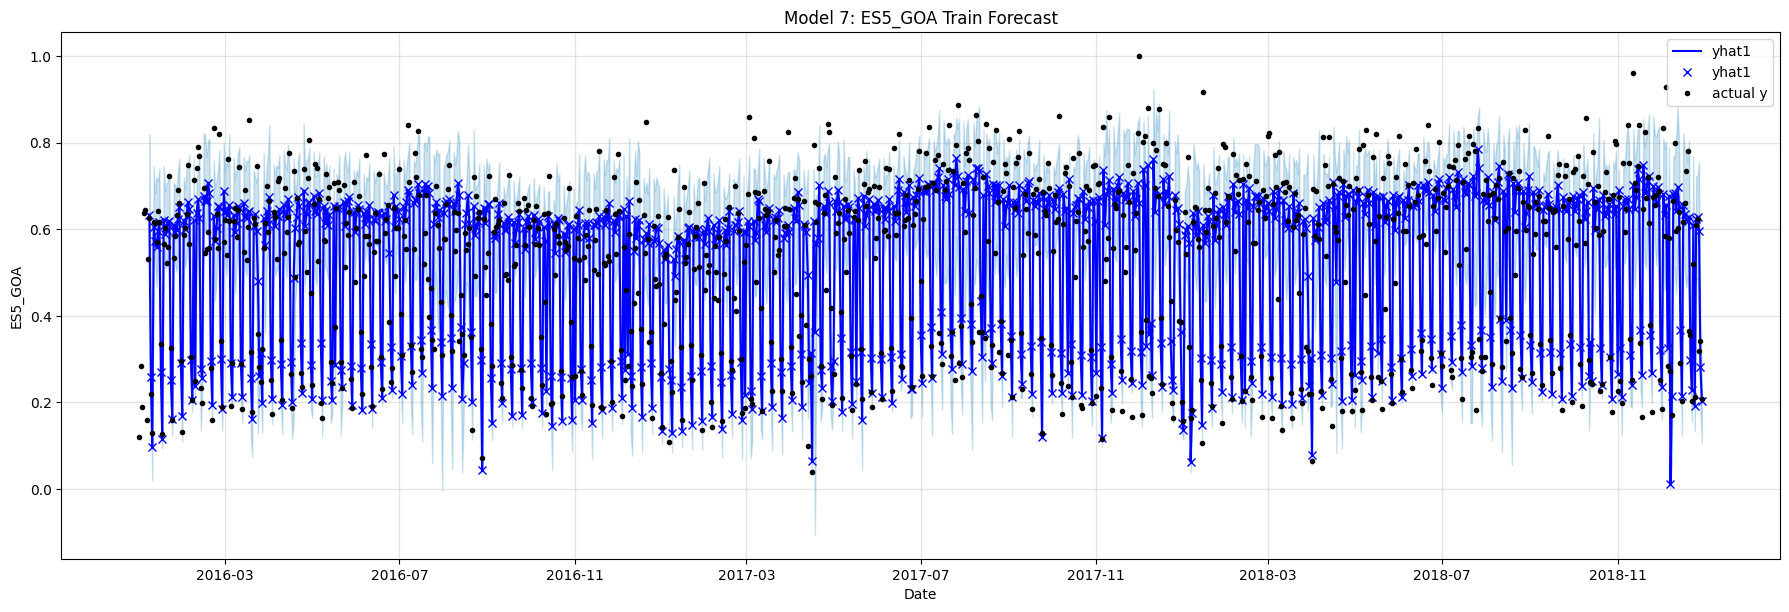 Model 7: ES5_GOA Train Forecast
yhat1
yhat1
actual y
1.0
0.8
0.6
0.4
0.2
0.0
ES5_GOA
2016-03
2016-07
2016-11
2017-03
2017-07
2017-11
2018-03
2018-07
2018-11
Date